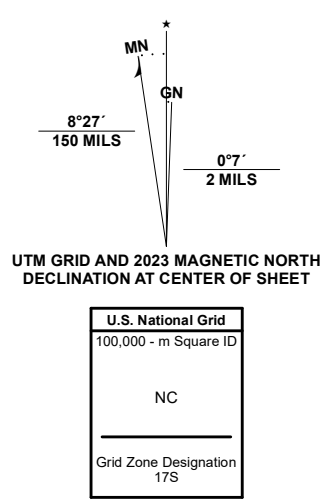 MN
GN
8°27´
150 MILS
0°7´
2 MILS
UTM GRID AND 2023 MAGNETIC NORTH
DECLINATION AT CENTER OF SHEET
U.S. National Grid
100,000 - m Square ID
NC
Grid Zone Designation
17S